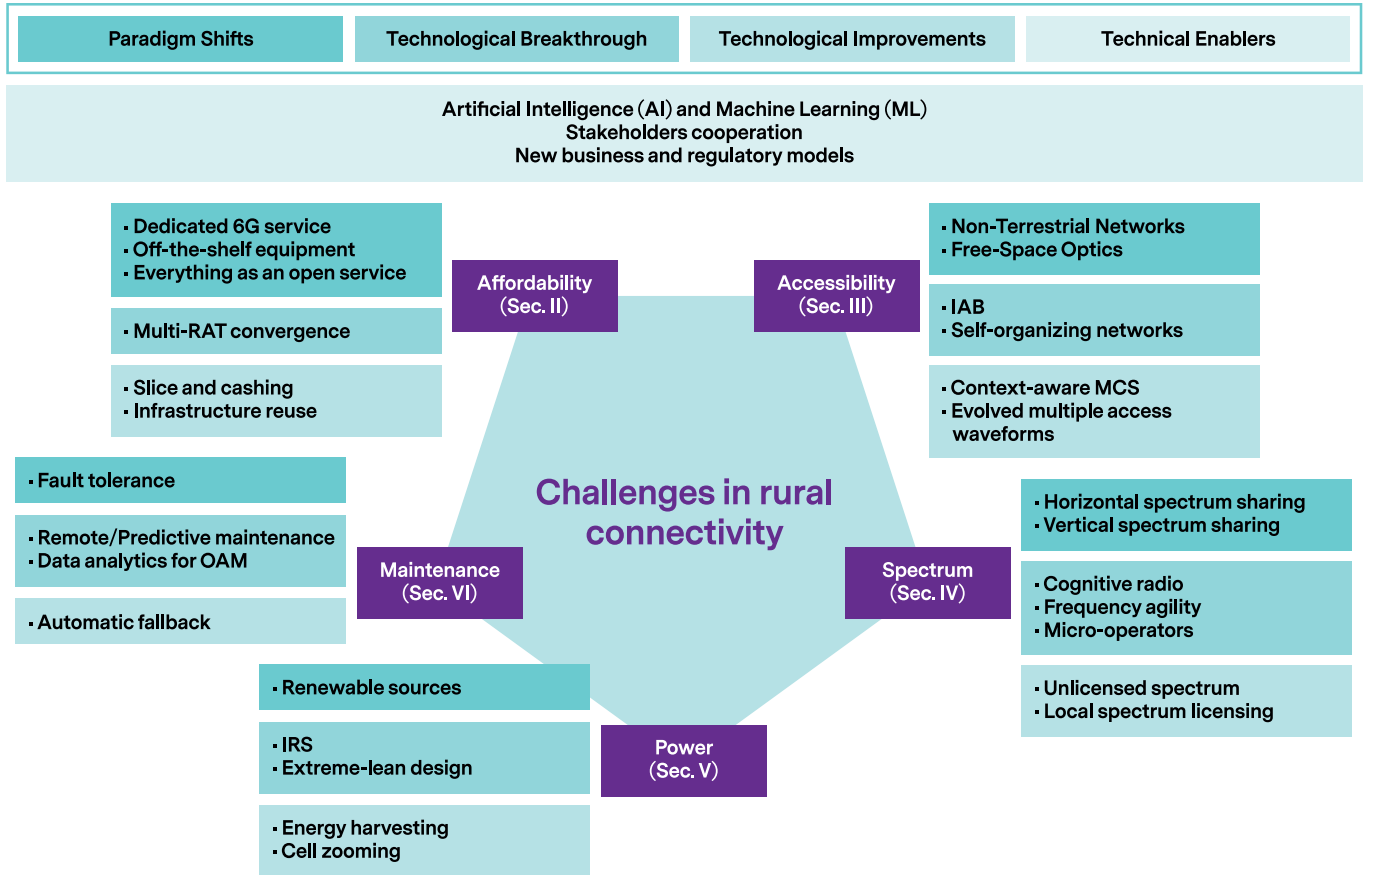 Paradigm Shifts
Technological Breakthrough
Technological Improvements
Technical Enablers
Artificial Intelligence (AI) and Machine Learning (ML)
Stakeholders cooperation
New business and regulatory models
· Dedicated 6G service
· Off-the-shelf equipment
· Everything as an open service
· Multi-RAT convergence
· Slice and cashing
· Infrastructure reuse
Affordability
(Sec. II)
Accessibility
(Sec. III)
· Non-Terrestrial Networks
· Free-Space Optics
· IAB
· Self-organizing networks
· Context-aware MCS
· Evolved multiple access
waveforms
Challenges in rural
connectivity
· Fault tolerance
· Remote/Predictive maintenance
· Data analytics for OAM
· Automatic fallback
Maintenance
(Sec. VI)
Spectrum
(Sec. IV)
· Horizontal spectrum sharing
· Vertical spectrum sharing
· Cognitive radio
· Frequency agility
· Micro-operators
· Unlicensed spectrum
· Local spectrum licensing
· Renewable sources
· IRS
· Extreme-lean design
· Energy harvesting
· Cell zooming
Power
(Sec. V)